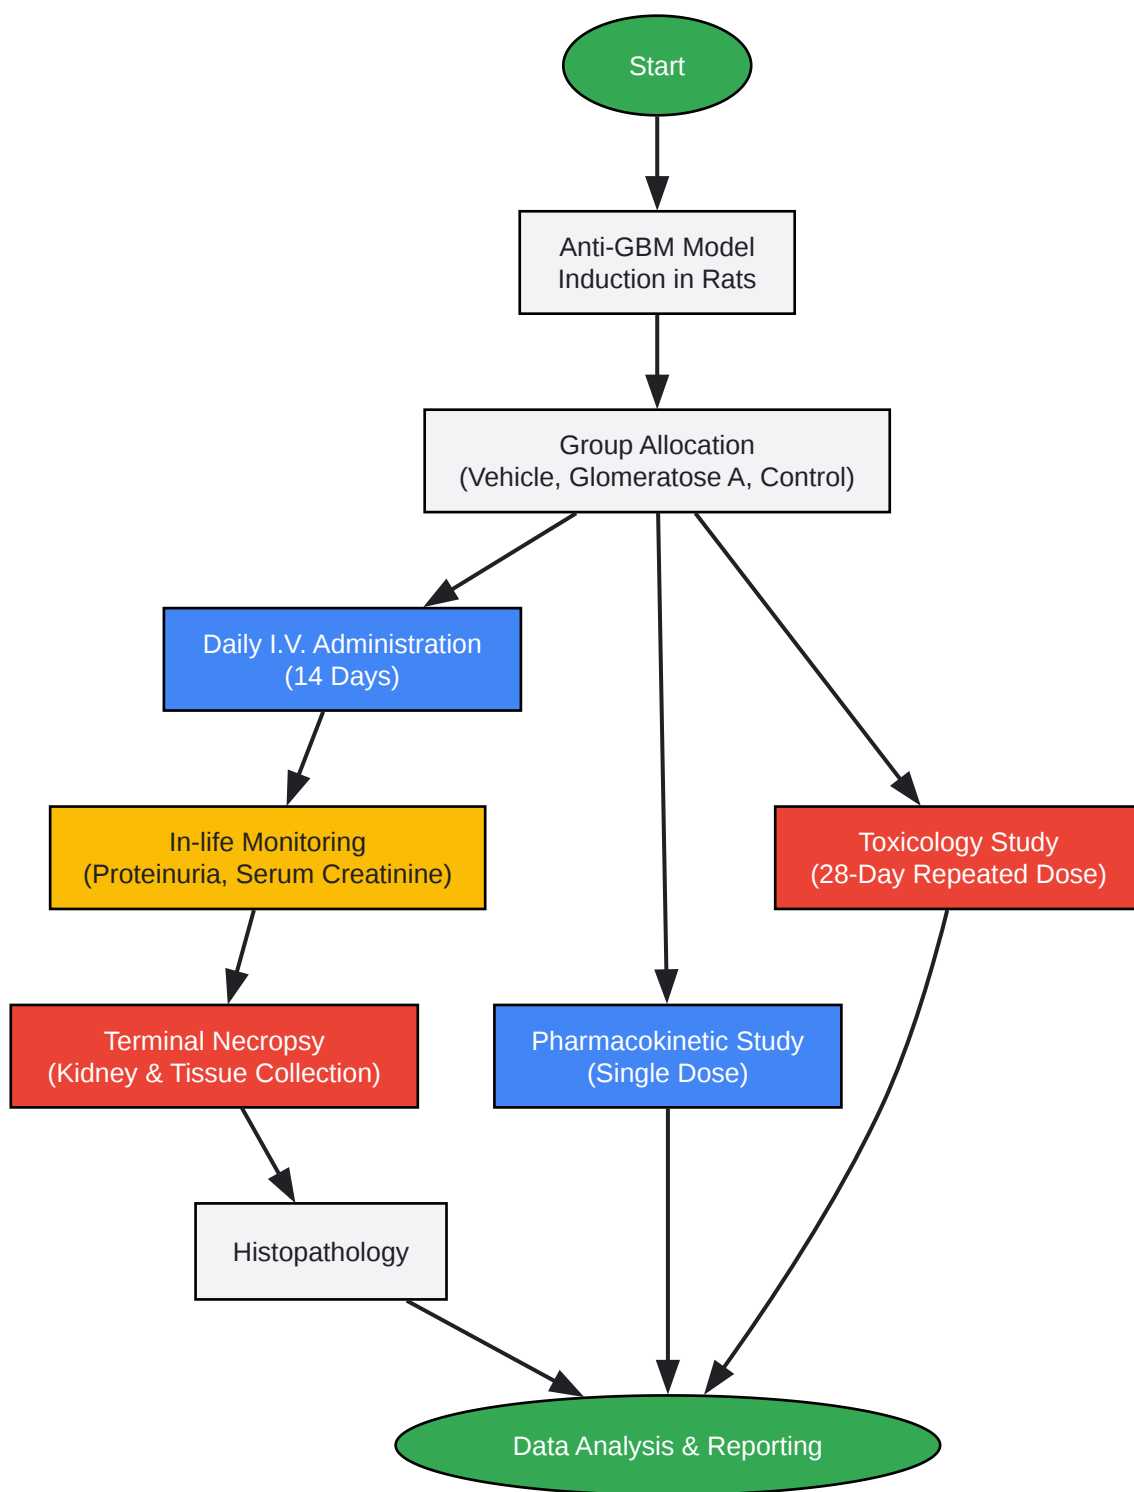 Start
Anti-GBM Model
Induction in Rats
Group Allocation
(Vehicle, Glomeratose A, Control)
Daily I.V. Administration
(14 Days)
In-life Monitoring
(Proteinuria, Serum Creatinine)
Toxicology Study
(28-Day Repeated Dose)
Terminal Necropsy
(Kidney & Tissue Collection)
Pharmacokinetic Study
(Single Dose)
Histopathology
Data Analysis & Reporting